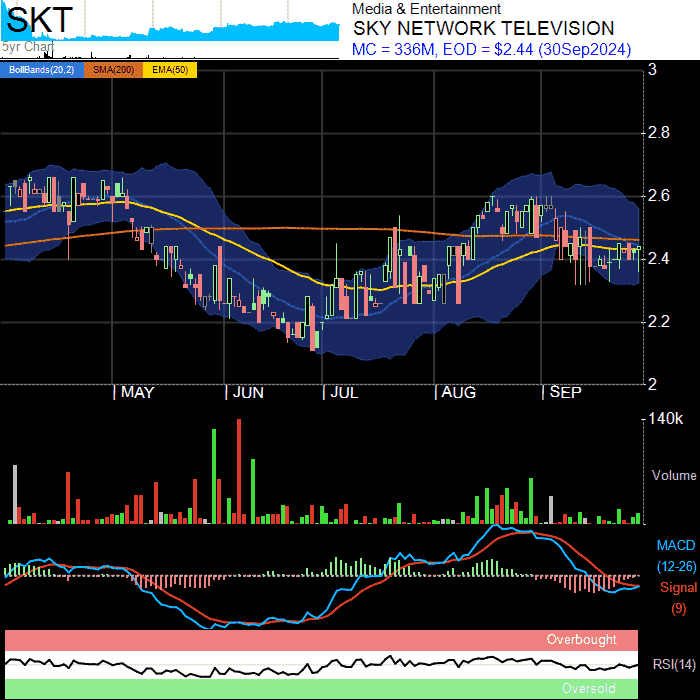 SKT
5yr Chart
Media & Entertainment
SKY NETWORK TELEVISION
MC = 336M, EOD = $2.44 (30Sep2024)
BollBands(20,2) SMA(200) EMA(50)
3
2.8
2.6
2.4
2.2
2
| MAY | JUN | JUL | AUG | SEP
140k
Volume
MACD
(12-26)
Signal
(9)
Overbought
RSI(14)
Oversold